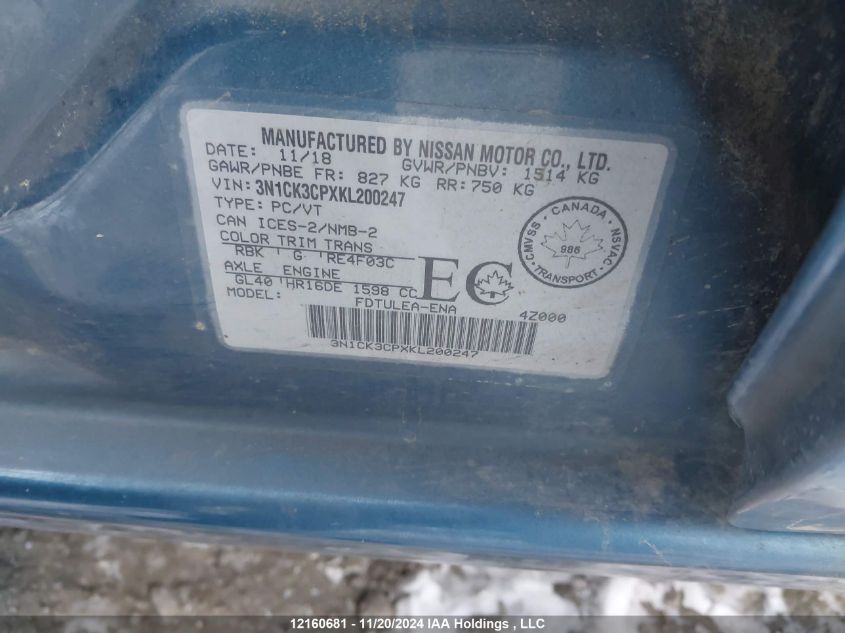 MANUFACTURED BY NISSAN MOTOR CO., LTD.
DATE: 11/18 GVWR/PNBV: 1514 KG
GAWR/PNBE FR: 827 KG RR: 750 KG
VIN: 3N1CK3CPXKL200247
TYPE: PC/VT
CAN ICES-2/NMB-2
COLOR TRIM TRANS
RBK ' G 'RE4F03C
AXLE ENGINE
GL40 'HR16DE 1598 CC
MODEL: FDTULEA-ENA 4Z000
EC
CANADA
CMVSS NSVAC
986
TRANSPORT
3N1CK3CPXKL200247
12160681 - 11/20/2024 IAA Holdings , LLC